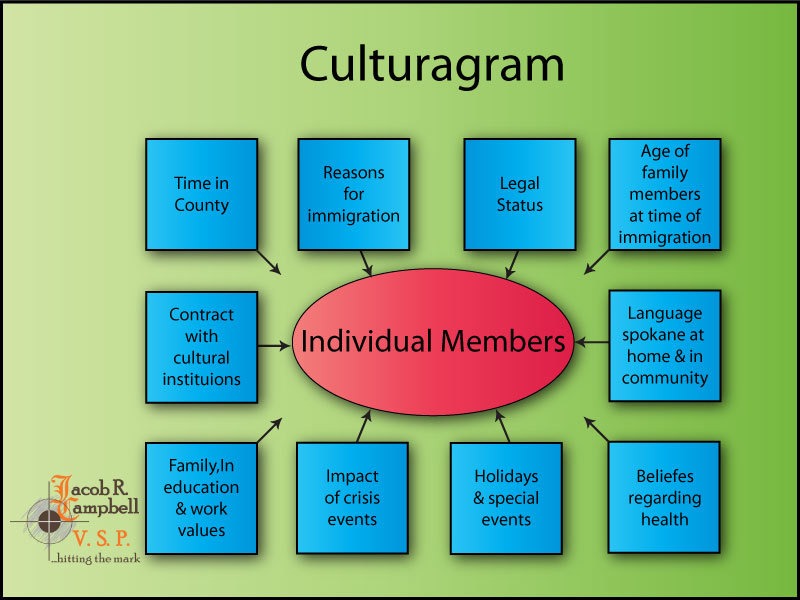 Culturagram
Time in
County
Reasons
for
immigration
Legal
Status
Age of
family
members
at time of
immigration
Contract
with
cultural
instituions
Individual Members
Language
spokane at
home & in
community
Family,In
education
& work
values
Impact
of crisis
events
Holidays
& special
events
Beliefes
regarding
health
Jacob R.
Campbell
V. S. P.
...hitting the mark